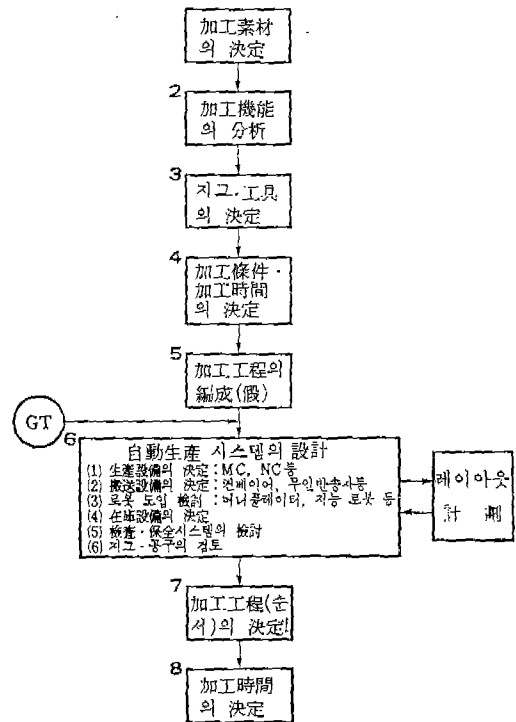 加工素材
의 決定
2
加工機能
의 分析
3
지그·工具
의 決定
4
加工條件·
加工時間
의 決定
5
加工工程의
編成(假)
GT
6
自動生產 시스템의 設計
(1) 生產設備의 決定 : MC, NC등
(2) 搬送設備의 決定 : 컨베이어, 무인반송사등
(3) 로봇 도입 檢討 : 머니퓰레이터, 지능 로봇 등
(4) 在庫設備의 決定
(5) 檢査·保全시스템의 檢討
(6) 지그·공구의 검토
레이아웃
計 測
7
加工工程(순
서)의 決定
8
加工時間
의 決定